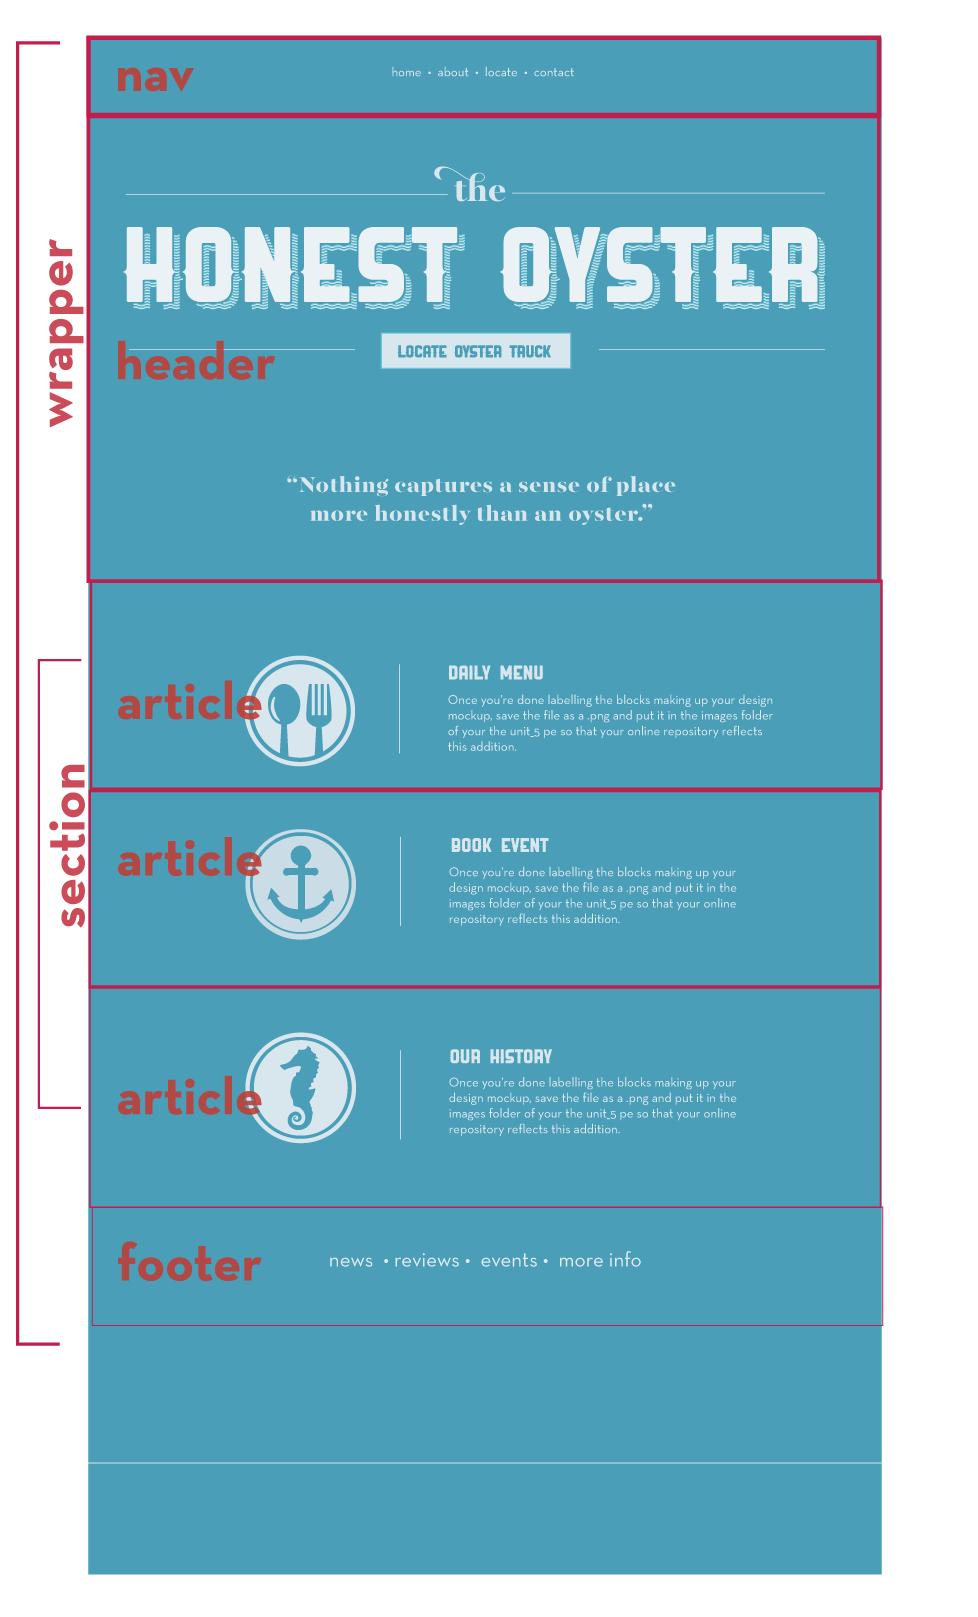 nav
home • about • locate • contact
the
HONEST OYSTER
header
LOCATE OYSTER TRUCK
“Nothing captures a sense of place
more honestly than an oyster.”
wrapper
section
article
DAILY MENU
Once you're done labelling the blocks making up your design
mockup, save the file as a .png and put it in the images folder
of your the unit_5 pe so that your online repository reflects
this addition.
article
BOOK EVENT
Once you're done labelling the blocks making up your
design mockup, save the file as a .png and put it in the
images folder of your the unit_5 pe so that your online
repository reflects this addition.
article
OUR HISTORY
Once you're done labelling the blocks making up your
design mockup, save the file as a .png and put it in the
images folder of your the unit_5 pe so that your online
repository reflects this addition.
footer
news • reviews • events • more info